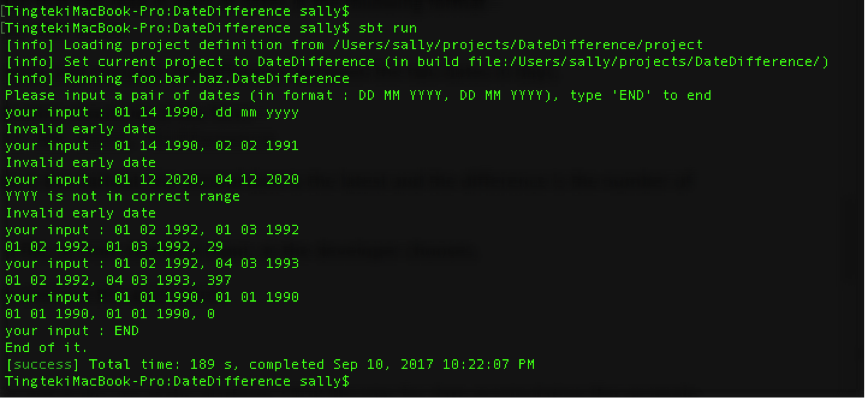 [TingtekiMacBook-Pro:DateDifference sally$
[TingtekiMacBook-Pro:DateDifference sally$ sbt run
[info] Loading project definition from /Users/sally/projects/DateDifference/project
[info] Set current project to DateDifference (in build file:/Users/sally/projects/DateDifference/)
[info] Running foo.bar.baz.DateDifference
Please input a pair of dates (in format : DD MM YYYY, DD MM YYYY), type 'END' to end
your input : 01 14 1990, dd mm yyyy
Invalid early date
your input : 01 14 1990, 02 02 1991
Invalid early date
your input : 01 12 2020, 04 12 2020
YYYY is not in correct range
Invalid early date
your input : 01 02 1992, 01 03 1992
01 02 1992, 01 03 1992, 29
your input : 01 02 1992, 04 03 1993
01 02 1992, 04 03 1993, 397
your input : 01 01 1990, 01 01 1990
01 01 1990, 01 01 1990, 0
your input : END
End of it.
[success] Total time: 189 s, completed Sep 10, 2017 10:22:07 PM
TingtekiMacBook-Pro:DateDifference sally$